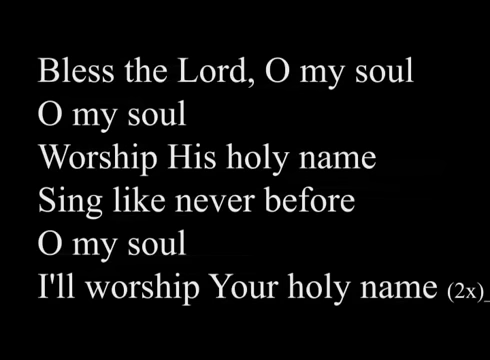 Bless the Lord, O my soul
O my soul
Worship His holy name
Sing like never before
O my soul
I'll worship Your holy name (2x)_